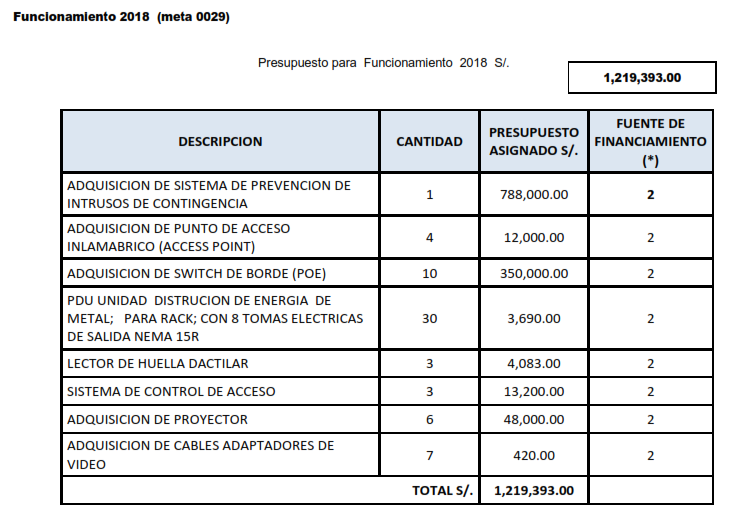 Funcionamiento 2018 (meta 0029)
Presupuesto para Funcionamiento 2018 S/.
1,219,393.00
DESCRIPCION CANTIDAD PRESUPUESTO ASIGNADO S/. FUENTE DE FINANCIAMIENTO (*)
ADQUISICION DE SISTEMA DE PREVENCION DE
INTRUSOS DE CONTINGENCIA 1 788,000.00 2
ADQUISICION DE PUNTO DE ACCESO
INLAMABRICO (ACCESS POINT) 4 12,000.00 2
ADQUISICION DE SWITCH DE BORDE (POE) 10 350,000.00 2
PDU UNIDAD DISTRUCION DE ENERGIA DE
METAL; PARA RACK; CON 8 TOMAS ELECTRICAS
DE SALIDA NEMA 15R 30 3,690.00 2
LECTOR DE HUELLA DACTILAR 3 4,083.00 2
SISTEMA DE CONTROL DE ACCESO 3 13,200.00 2
ADQUISICION DE PROYECTOR 6 48,000.00 2
ADQUISICION DE CABLES ADAPTADORES DE
VIDEO 7 420.00 2
TOTAL S/. 1,219,393.00